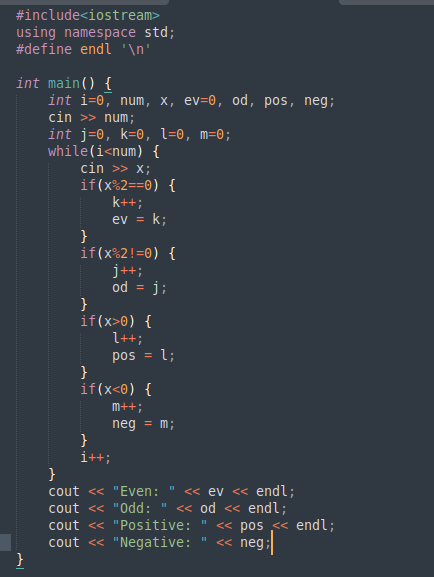 #include<iostream>
using namespace std;
#define endl '\n'
int main() {
int i=0, num, x, ev=0, od, pos, neg;
cin >> num;
int j=0, k=0, l=0, m=0;
while(i<num) {
cin >> x;
if(x%2==0) {
k++;
ev = k;
}
if(x%2!=0) {
j++;
od = j;
}
if(x>0) {
l++;
pos = l;
}
if(x<0) {
m++;
neg = m;
}
i++;
}
cout << "Even: " << ev << endl;
cout << "Odd: " << od << endl;
cout << "Positive: " << pos << endl;
cout << "Negative: " << neg;
}